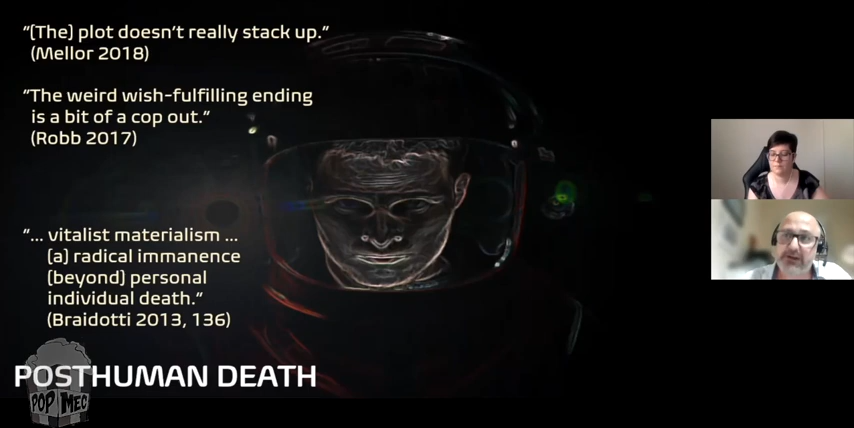 "[The] plot doesn't really stack up."
(Mellor 2018)
"The weird wish-fulfilling ending
is a bit of a cop out."
(Robb 2017)
"... vitalist materialism ...
(a) radical immanence
(beyond) personal
individual death."
(Braidotti 2013, 136)
POSTHUMAN DEATH
POP MEC